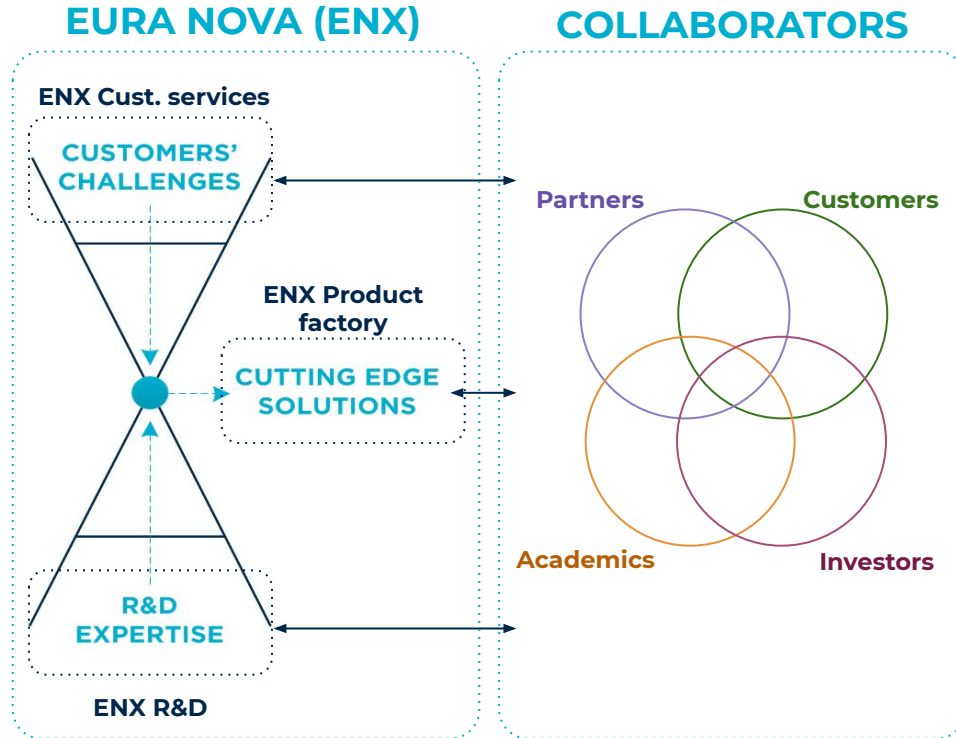 EURA NOVA (ENX)
COLLABORATORS
ENX Cust. services
CUSTOMERS'
CHALLENGES
Partners
Customers
ENX Product
factory
CUTTING EDGE
SOLUTIONS
Academics
Investors
R&D
EXPERTISE
ENX R&D